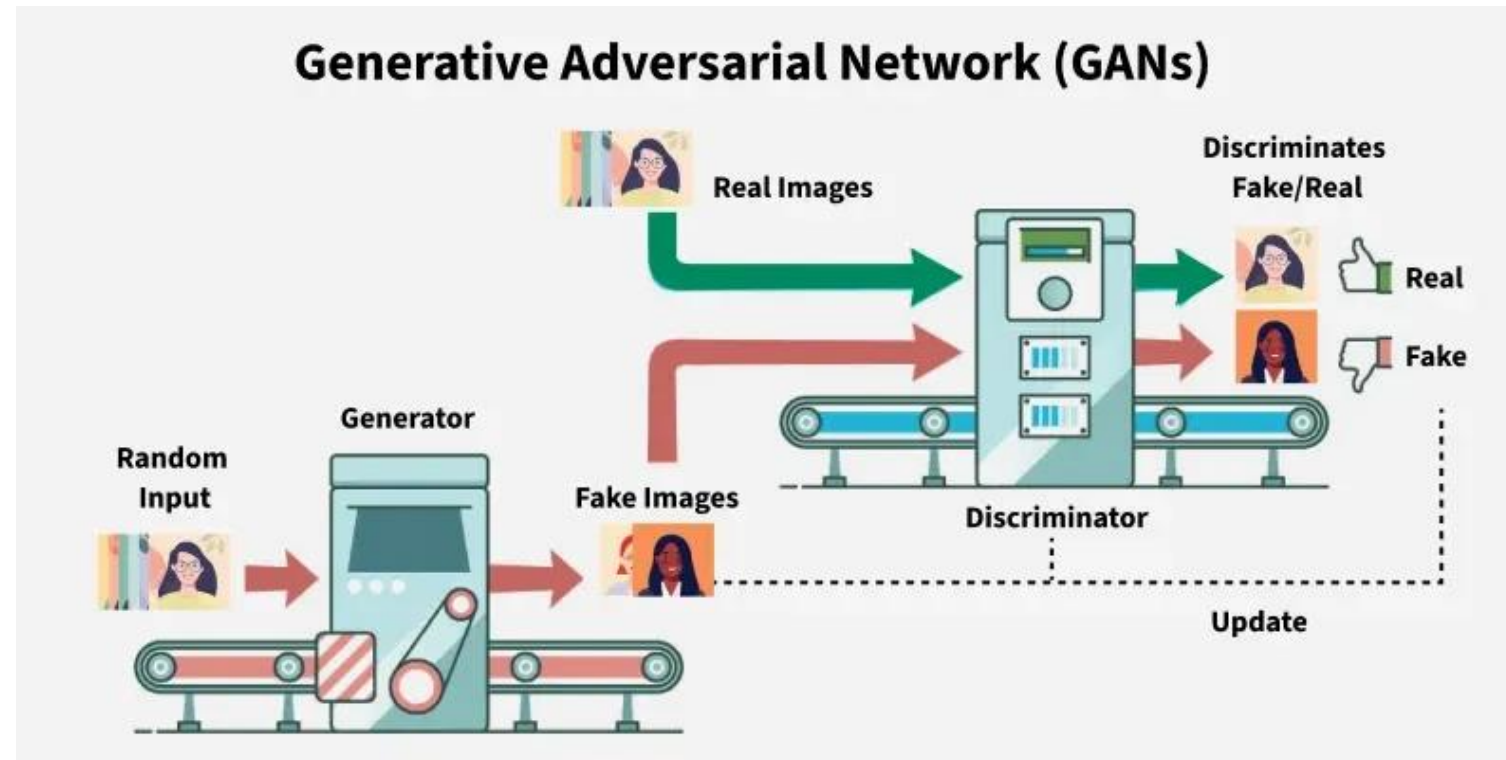 Generative Adversarial Network (GANs)
Real Images
Discriminates
Fake/Real
Real
Fake
Generator
Random
Input
Fake Images
Discriminator
Update